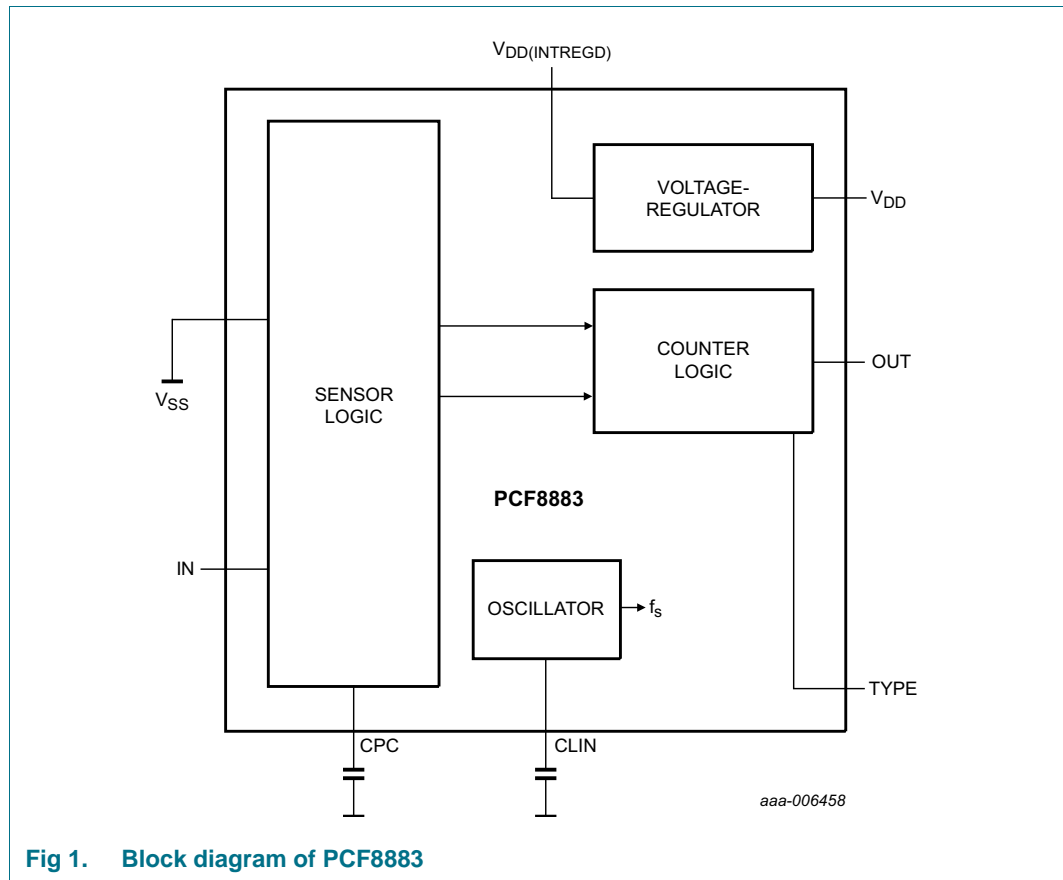 VDD(INTREGD)
VOLTAGE-
REGULATOR
VDD
COUNTER
LOGIC
OUT
SENSOR
LOGIC
VSS
PCF8883
IN
OSCILLATOR
fs
TYPE
CPC
CLIN
aaa-006458
Fig 1. Block diagram of PCF8883